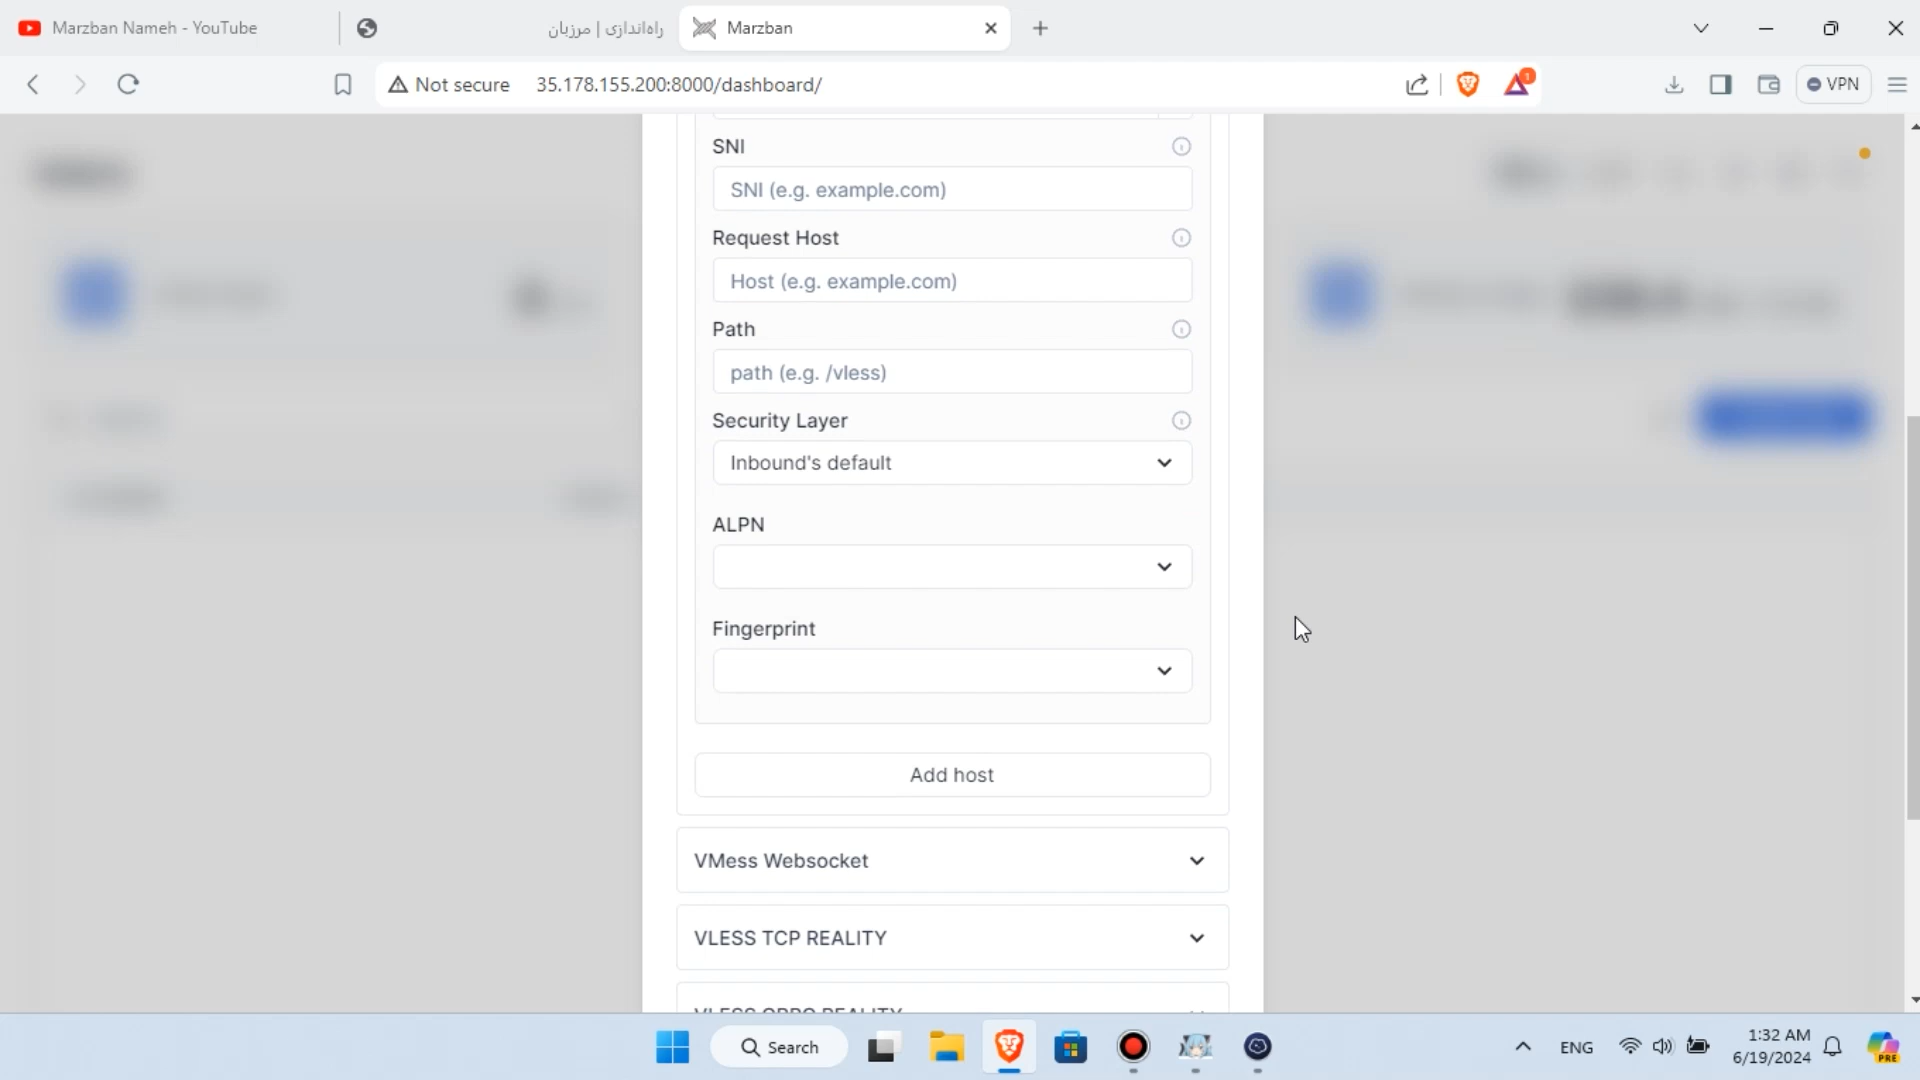 Marzban Nameh - YouTube
راه‌اندازی | مرزبان
Marzban
Not secure
35.178.155.200:8000/dashboard/
1
VPN
SNI
SNI (e.g. example.com)
Request Host
Host (e.g. example.com)
Path
path (e.g. /vless)
Security Layer
Inbound's default
ALPN
Fingerprint
Add host
VMess Websocket
VLESS TCP REALITY
VLESS GRPC REALITY
Search
ENG
1:32 AM
6/19/2024
PRE